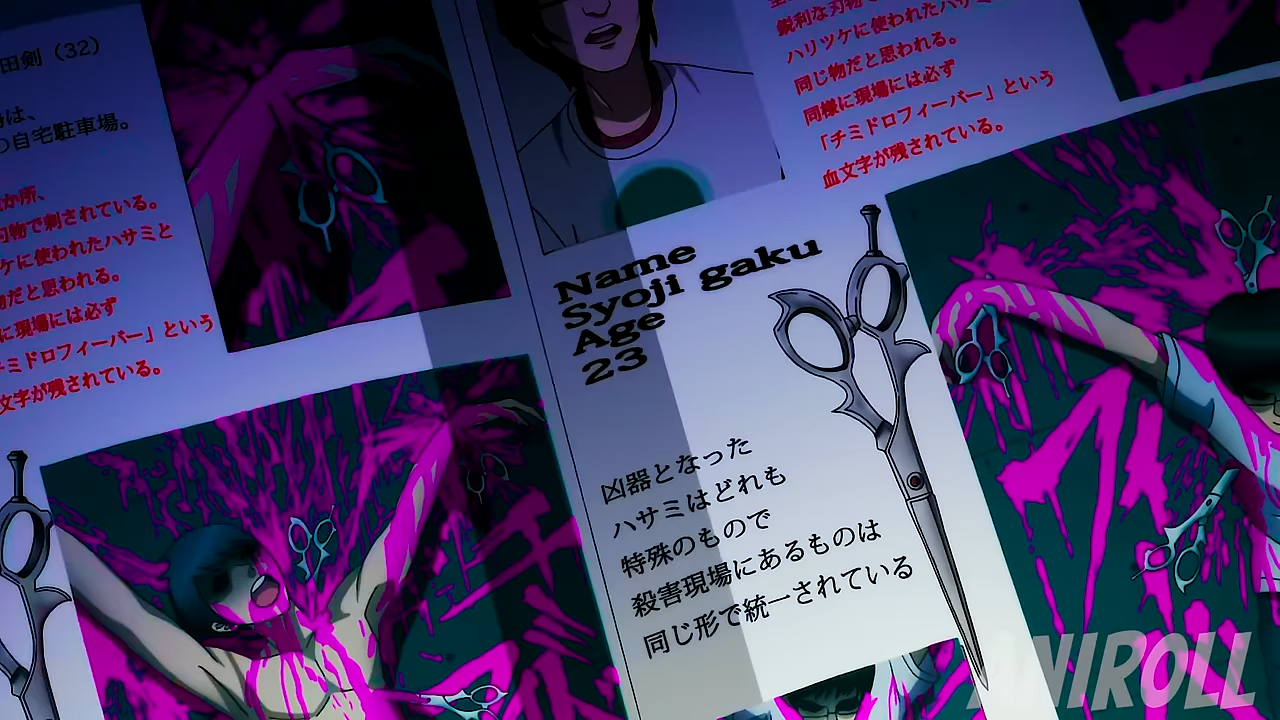 田剣（32）
は、
の自宅駐車場。
か所、
刃物で刺されている。
ケに使われたハサミと
物だと思われる。
に現場には必ず
チミドロフィーバー」という
文字が残されている。
鋭利な刃物で
ハリツケに使われたハサミ
同じ物だと思われる。
同様に現場には必ず
「チミドロフィーバー」という
血文字が残されている。
Name
Syoji gaku
Age
23
凶器となった
ハサミはどれも
特殊のもので
殺害現場にあるものは
同じ形で統一されている
ANIROLL